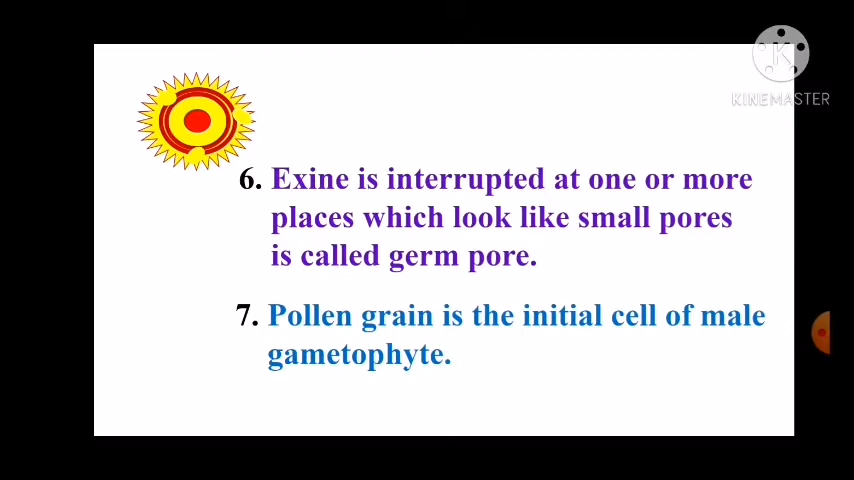 KINEMASTER
6. Exine is interrupted at one or more
places which look like small pores
is called germ pore.
7. Pollen grain is the initial cell of male
gametophyte.